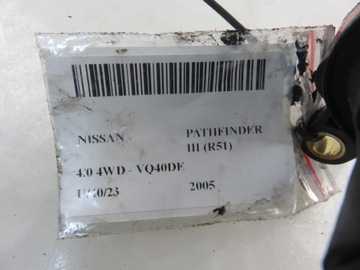 NISSAN PATHFINDER
III (R51)
4.0 4WD - VQ40DE
2005